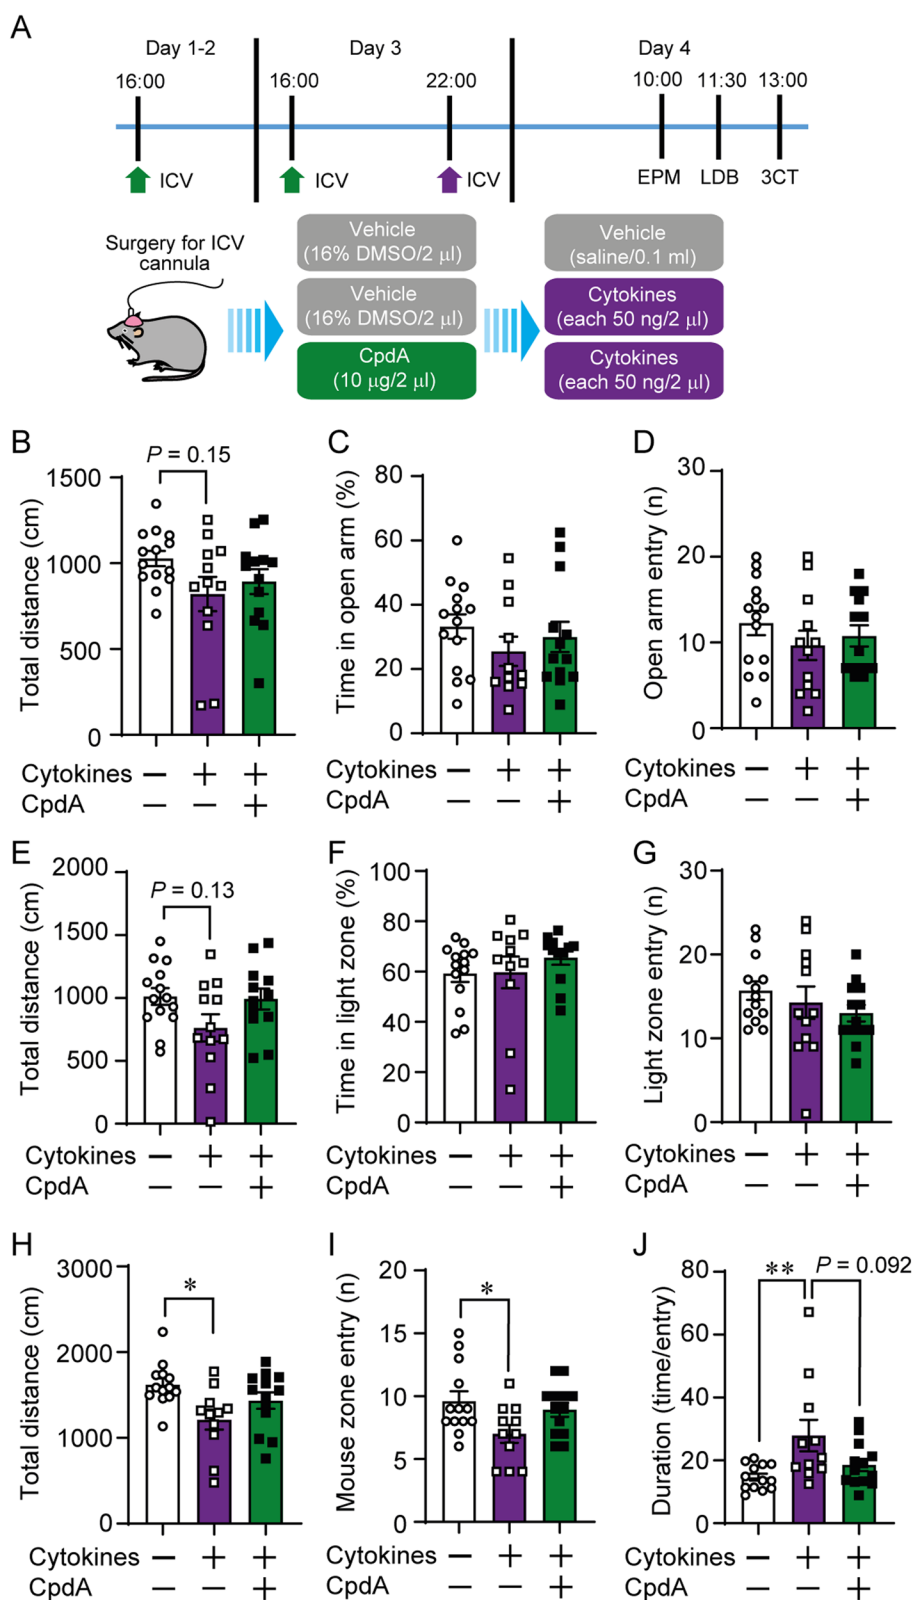 A
Day 1-2
Day 3
Day 4
16:00
16:00
22:00
10:00
11:30
13:00
ICV
ICV
ICV
EPM
LDB
3CT
Surgery for ICV
cannula
Vehicle
(16% DMSO/2 μl)
Vehicle
(16% DMSO/2 μl)
CpdA
(10 μg/2 μl)
Vehicle
(saline/0.1 ml)
Cytokines
(each 50 ng/2 μl)
Cytokines
(each 50 ng/2 μl)
B
P = 0.15
Total distance (cm)
1500
1000
500
0
Cytokines — + +
CpdA — — +
C
Time in open arm (%)
80
60
40
20
0
Cytokines — + +
CpdA — — +
D
Open arm entry (n)
30
20
10
0
Cytokines — + +
CpdA — — +
E
P = 0.13
Total distance (cm)
2000
1500
1000
500
0
Cytokines — + +
CpdA — — +
F
Time in light zone (%)
100
80
60
40
20
0
Cytokines — + +
CpdA — — +
G
Light zone entry (n)
30
20
10
0
Cytokines — + +
CpdA — — +
H
*
Total distance (cm)
3000
2000
1000
0
Cytokines — + +
CpdA — — +
I
*
Mouse zone entry (n)
20
15
10
5
0
Cytokines — + +
CpdA — — +
J
**
P = 0.092
Duration (ttime/entry)
80
60
40
20
0
Cytokines — + +
CpdA — — +